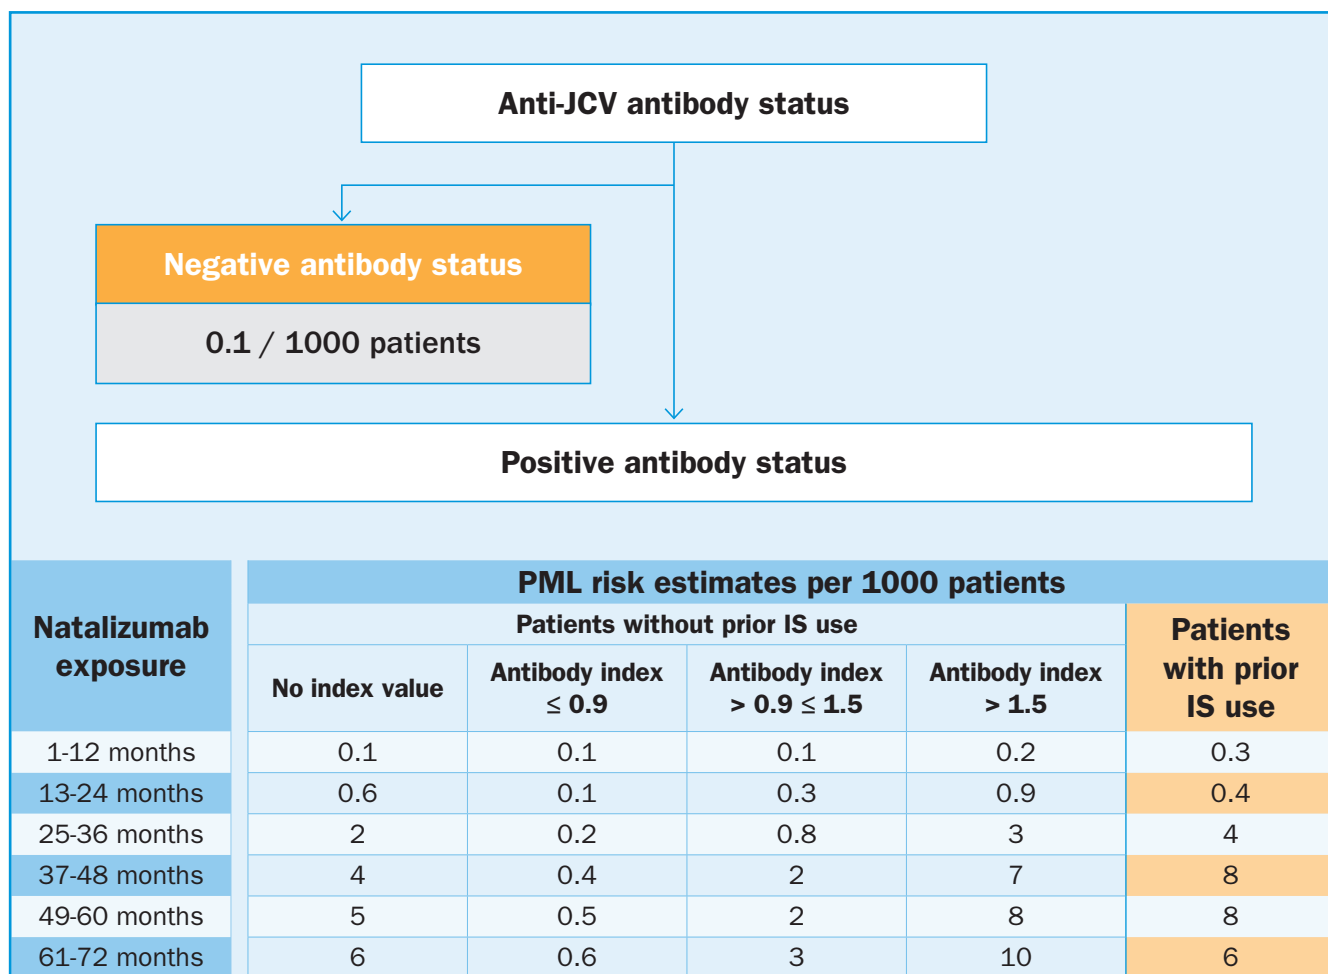 Anti-JCV antibody status
Negative antibody status
0.1 / 1000 patients
Positive antibody status
Natalizumab
exposure
PML risk estimates per 1000 patients
Patients without prior IS use
Patients
with prior
IS use
No index value
Antibody index
≤ 0.9
Antibody index
> 0.9 ≤ 1.5
Antibody index
> 1.5
1-12 months 0.1 0.1 0.1 0.2 0.3
13-24 months 0.6 0.1 0.3 0.9 0.4
25-36 months 2 0.2 0.8 3 4
37-48 months 4 0.4 2 7 8
49-60 months 5 0.5 2 8 8
61-72 months 6 0.6 3 10 6